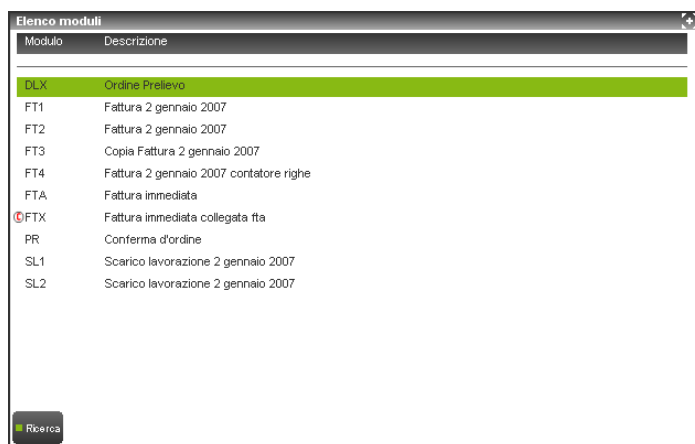 Elenco moduli
Modulo Descrizione
DLX Ordine Prelievo
FT1 Fattura 2 gennaio 2007
FT2 Fattura 2 gennaio 2007
FT3 Copia Fattura 2 gennaio 2007
FT4 Fattura 2 gennaio 2007 contatore righe
FTA Fattura immediata
C FTX Fattura immediata collegata fta
PR Conferma d'ordine
SL1 Scarico lavorazione 2 gennaio 2007
SL2 Scarico lavorazione 2 gennaio 2007
Ricerca